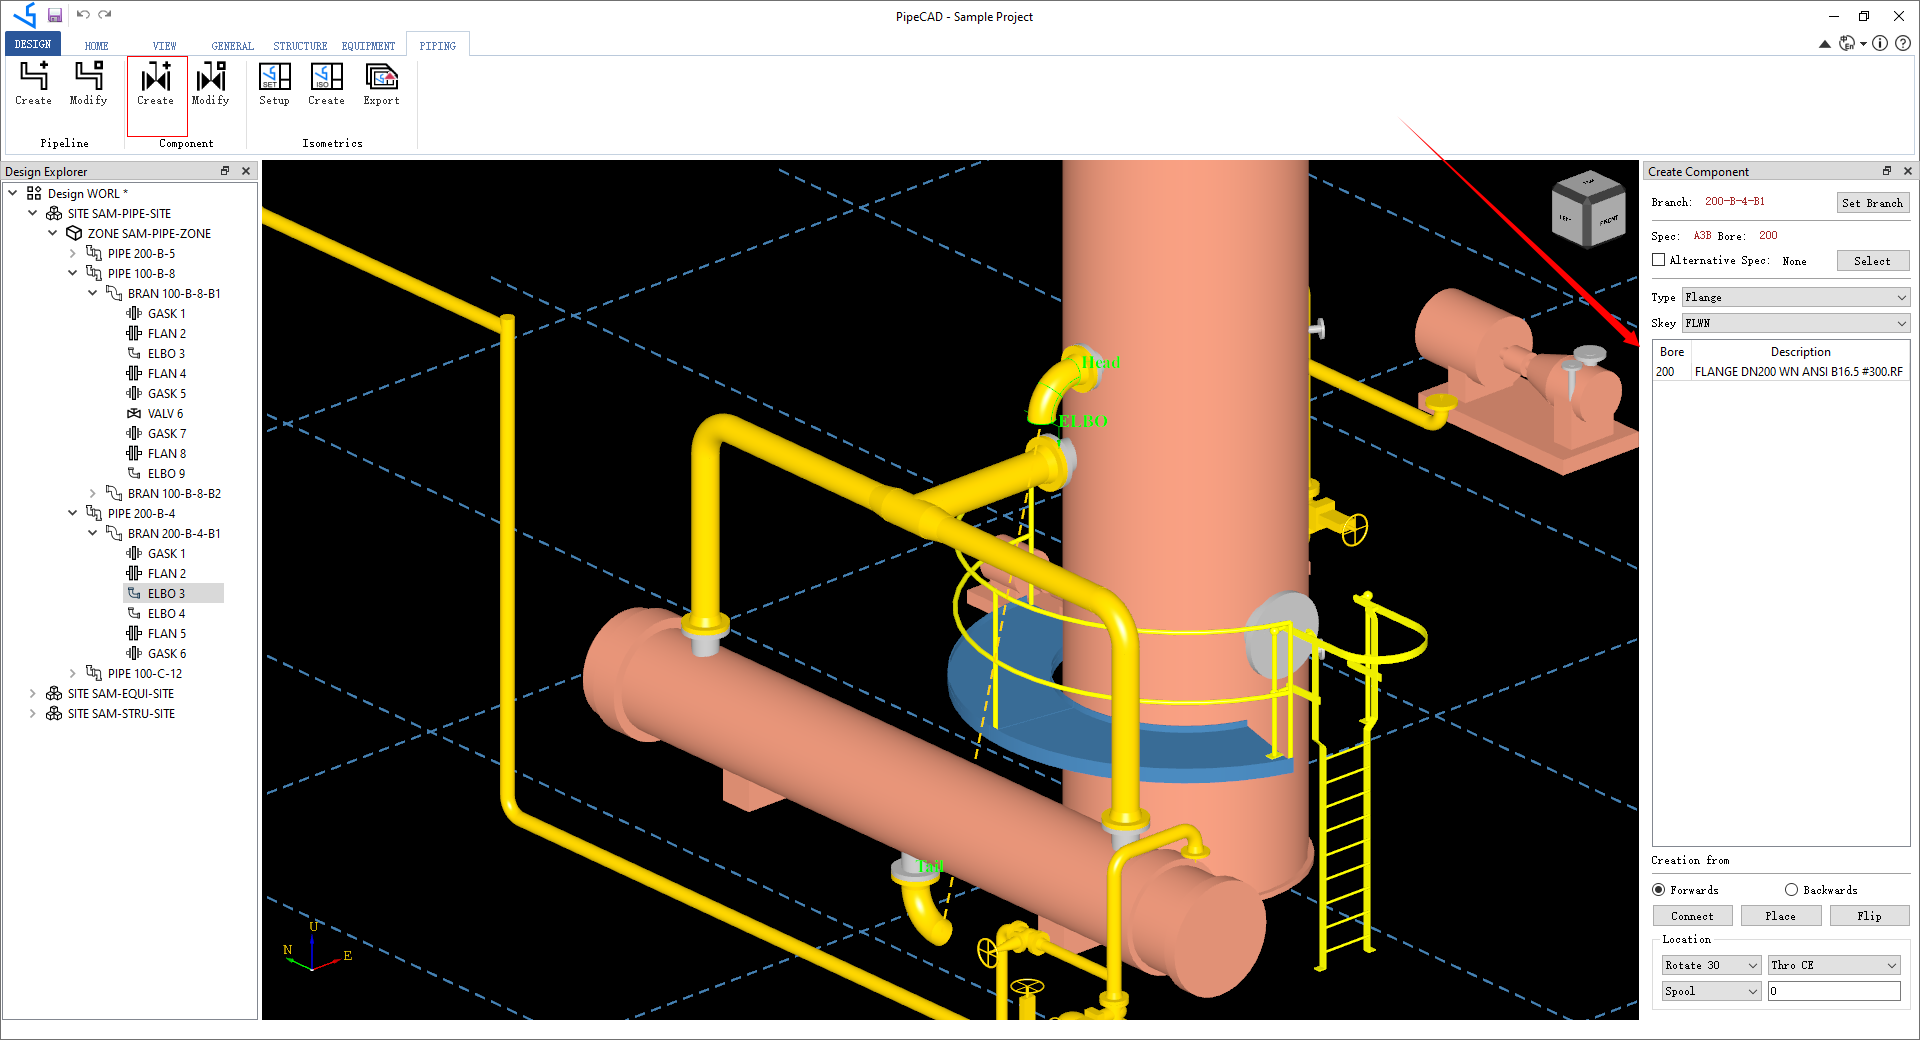 PipeCAD - Sample Project
DESIGN HOME VIEW GENERAL STRUCTURE EQUIPMENT PIPING
Create Modify Create Modify Setup Create Export
Pipeline Component Isometrics
Design Explorer
Design WORL *
SITE SAM-PIPE-SITE
ZONE SAM-PIPE-ZONE
PIPE 200-B-5
PIPE 100-B-8
BRAN 100-B-8-B1
GASK 1
FLAN 2
ELBO 3
FLAN 4
GASK 5
VALV 6
GASK 7
FLAN 8
ELBO 9
BRAN 100-B-8-B2
PIPE 200-B-4
BRAN 200-B-4-B1
GASK 1
FLAN 2
ELBO 3
ELBO 4
FLAN 5
GASK 6
PIPE 100-C-12
SITE SAM-EQUI-SITE
SITE SAM-STRU-SITE
Head
ELBO
Tail
U
N
E
FRONT
Create Component
Branch: 200-B-4-B1 Set Branch
Spec: A3B Bore: 200
Alternative Spec: None Select
Type Flange
Skey FLWN
Bore Description
200 FLANGE DN200 WN ANSI B16.5 #300.RF
Creation from
Forwards Backwards
Connect Place Flip
Location
Rotate 30 Thro CE
Spool 0